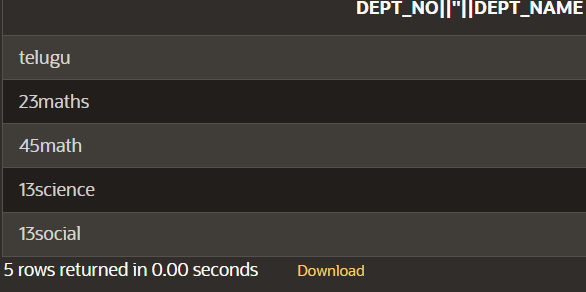 DEPT_NO||''||DEPT_NAME
telugu
23maths
45math
13science
13social
5 rows returned in 0.00 seconds Download